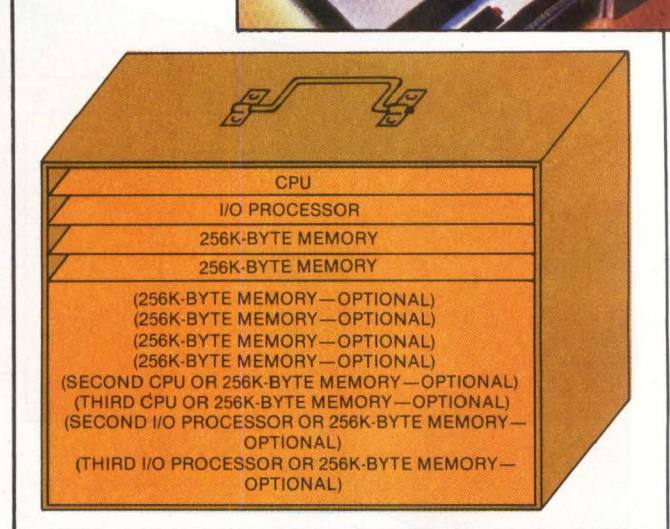 CPU
I/O PROCESSOR
256K-BYTE MEMORY
256K-BYTE MEMORY
(256K-BYTE MEMORY—OPTIONAL)
(256K-BYTE MEMORY—OPTIONAL)
(256K-BYTE MEMORY—OPTIONAL)
(256K-BYTE MEMORY—OPTIONAL)
(SECOND CPU OR 256K-BYTE MEMORY—OPTIONAL)
(THIRD CPU OR 256K-BYTE MEMORY—OPTIONAL)
(SECOND I/O PROCESSOR OR 256K-BYTE MEMORY—
OPTIONAL)
(THIRD I/O PROCESSOR OR 256K-BYTE MEMORY—
OPTIONAL)